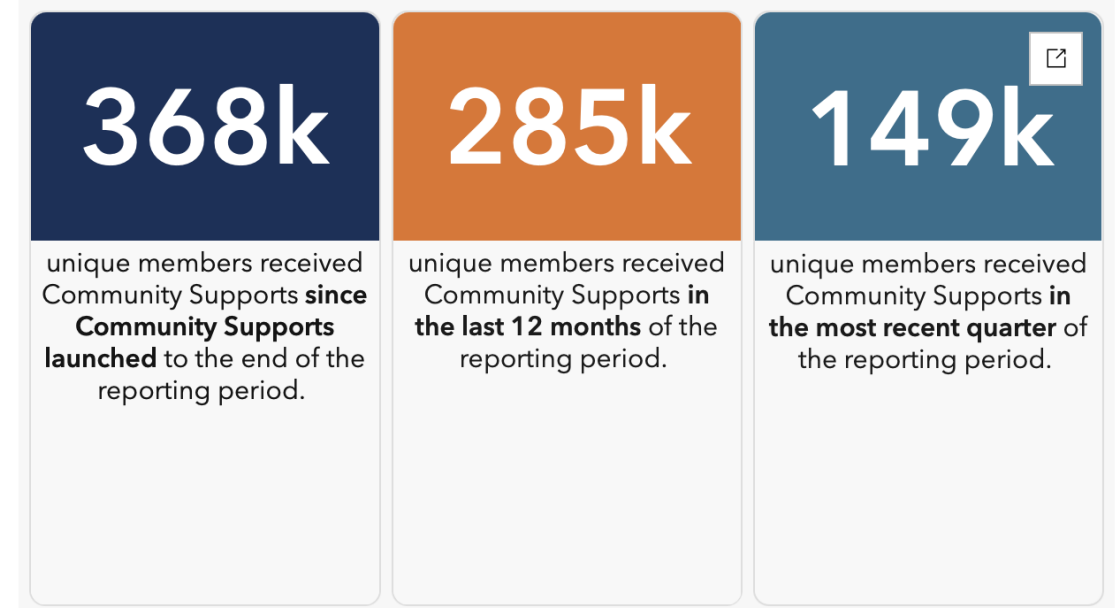 368k
unique members received
Community Supports since
Community Supports
launched to the end of the
reporting period.
285k
unique members received
Community Supports in
the last 12 months of the
reporting period.
149k
unique members received
Community Supports in
the most recent quarter of
the reporting period.